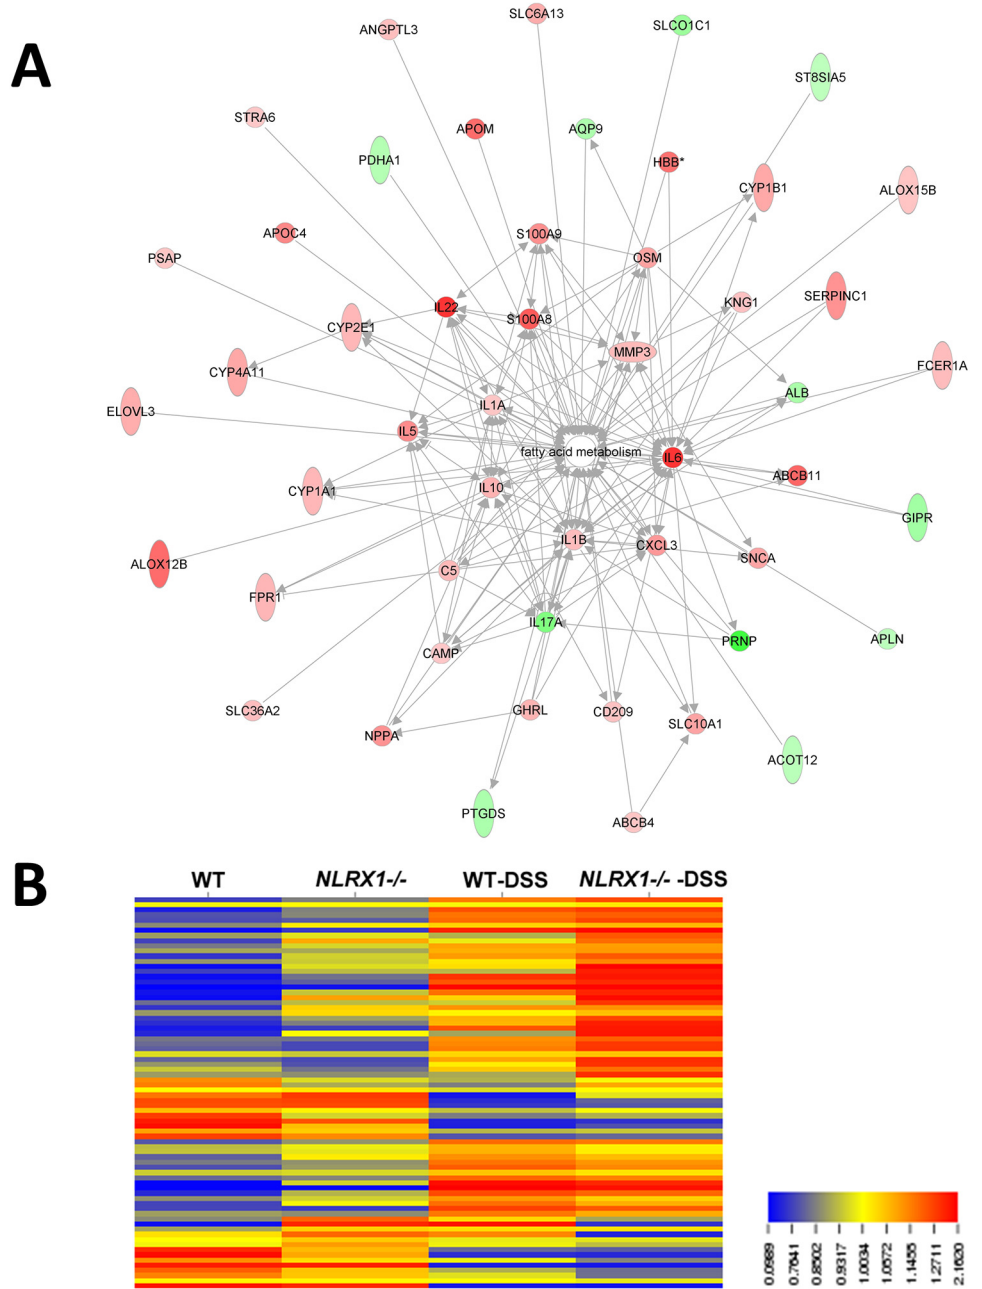 A
ANGPTL3
SLC6A13
SLCO1C1
ST8SIA5
STRA6
APOM
AQP9
PDHA1
HBB*
CYP1B1
ALOX15B
APOC4
S100A9
OSM
PSAP
KNG1
SERPINC1
IL22
S100A8
CYP2E1
MMP3
CYP4A11
FCER1A
ALB
ELOVL3
IL1A
IL5
fatty acid metabolism
IL6
ABCB11
CYP1A1
IL10
GIPR
IL1B
CXCL3
SNCA
ALOX12B
C5
FPR1
IL17A
PRNP
APLN
CAMP
SLC36A2
GHRL
CD209
SLC10A1
NPPA
ACOT12
PTGDS
ABCB4
B
WT NLRX1-/- WT-DSS NLRX1-/- -DSS
0.0989
0.7641
0.8502
0.9317
1.0034
1.0572
1.1455
1.2711
2.1620